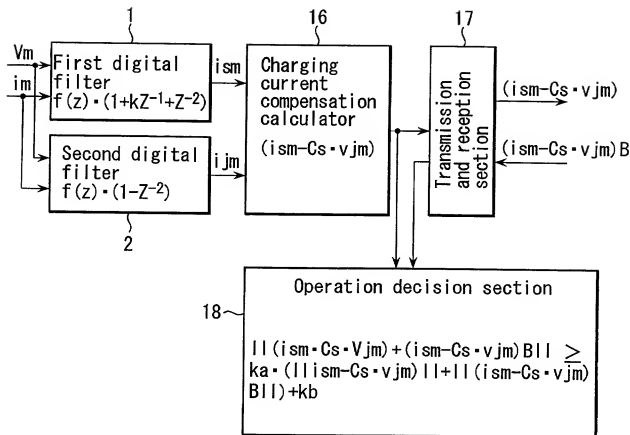 1
16
17
Vm
im
First digital
filter
f(z)·(1+kZ⁻¹+Z⁻²)
ism
Second digital
filter
f(z)·(1-Z⁻²)
ijm
2
Charging
current
compensation
calculator
(ism-Cs·vjm)
Transmission
and reception
section
(ism-Cs·vjm)
(ism-Cs·vjm)B
18
Operation decision section
||(ism·Cs·Vjm)+(ism-Cs·vjm)B|| ≥
ka·(||ism-Cs·vjm)||+||(ism-Cs·vjm)
B||)+kb